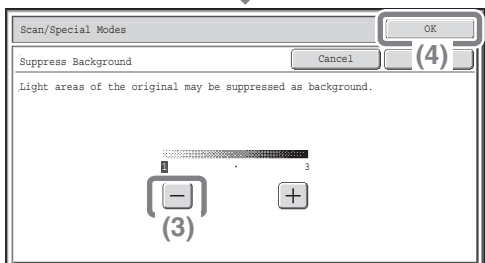 Scan/Special Modes
OK
Suppress Background
Cancel
(4)
Light areas of the original may be suppressed as background.
1 · 3
− +
(3)